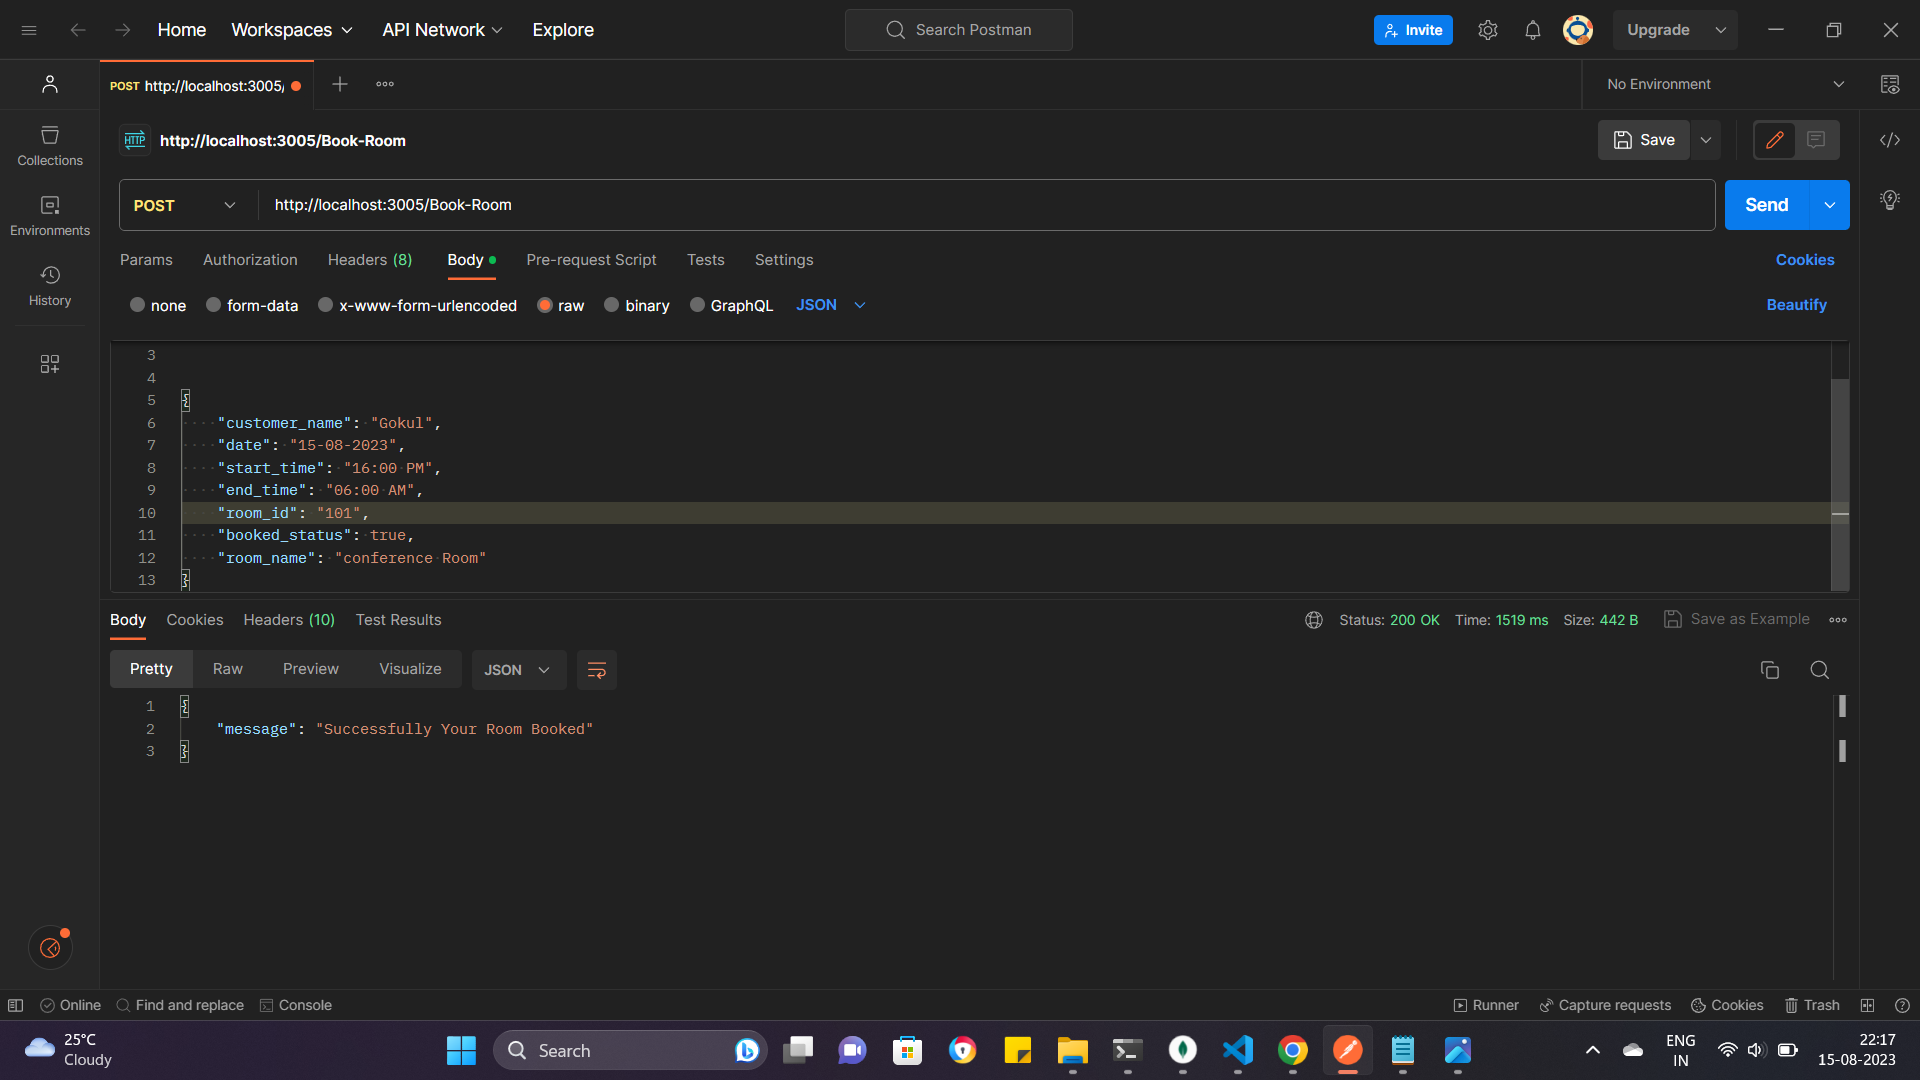 Home Workspaces API Network Explore Search Postman Invite Upgrade
POST http://localhost:3005/ No Environment
HTTP http://localhost:3005/Book-Room Save
Collections
POST http://localhost:3005/Book-Room Send
Environments
Params Authorization Headers (8) Body Pre-request Script Tests Settings Cookies
History
none form-data x-www-form-urlencoded raw binary GraphQL JSON Beautify
3
4
5 {
6 "customer_name": "Gokul",
7 "date": "15-08-2023",
8 "start_time": "16:00 PM",
9 "end_time": "06:00 AM",
10 "room_id": "101",
11 "booked_status": true,
12 "room_name": "conference Room"
13 }
Body Cookies Headers (10) Test Results Status: 200 OK Time: 1519 ms Size: 442 B Save as Example
Pretty Raw Preview Visualize JSON
1 {
2 "message": "Successfully Your Room Booked"
3 }
Online Find and replace Console Runner Capture requests Cookies Trash
25°C
Cloudy
Search
ENG
IN
22:17
15-08-2023